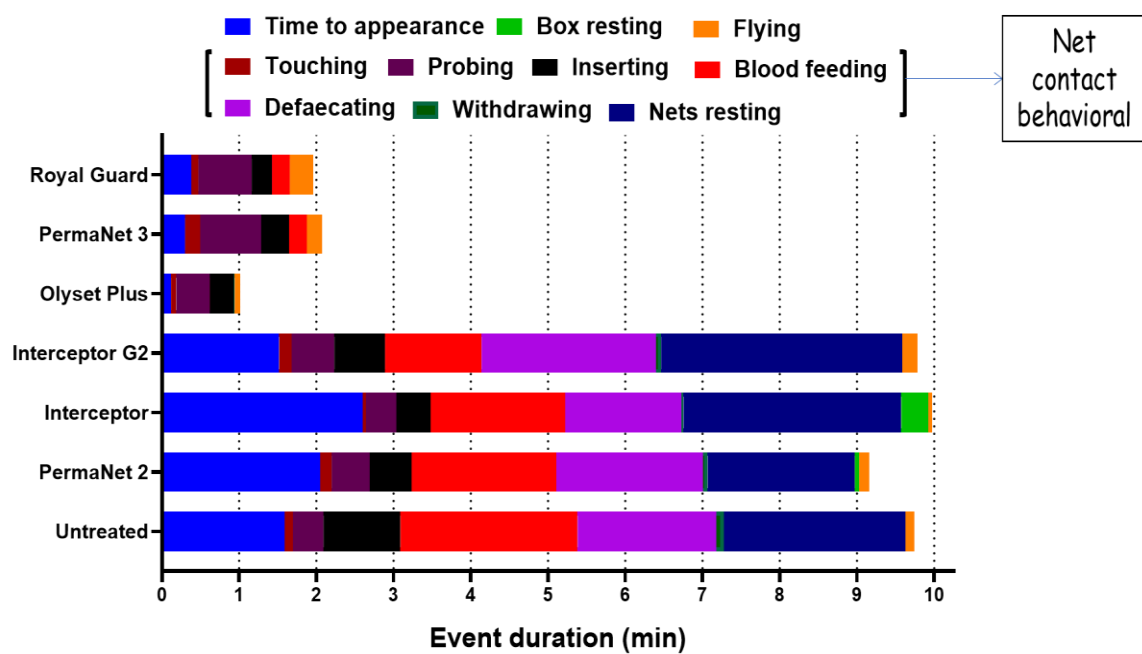 Time to appearance Box resting Flying
Touching Probing Inserting Blood feeding
Defaecating Withdrawing Nets resting
Net
contact
behavioral
Royal Guard
PermaNet 3
Olyset Plus
Interceptor G2
Interceptor
PermaNet 2
Untreated
0 1 2 3 4 5 6 7 8 9 10
Event duration (min)